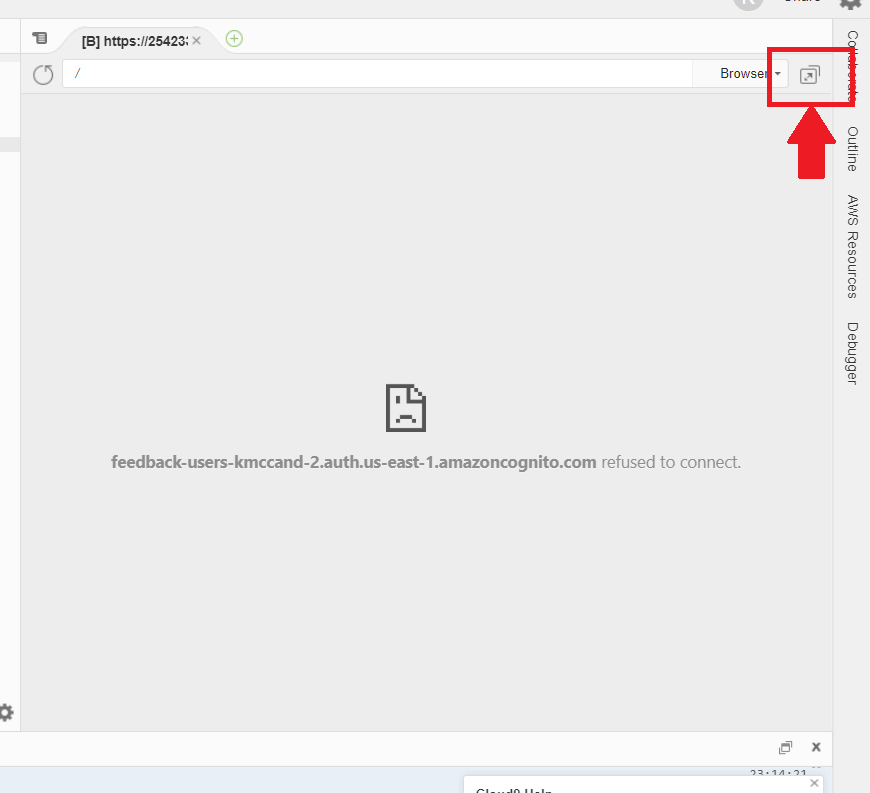 [B] https://25423
/
Browser
Collaborate
Outline
AWS Resources
Debugger
feedback-users-kmccand-2.auth.us-east-1.amazoncognito.com refused to connect.
23:14:21
Cloud9 Help